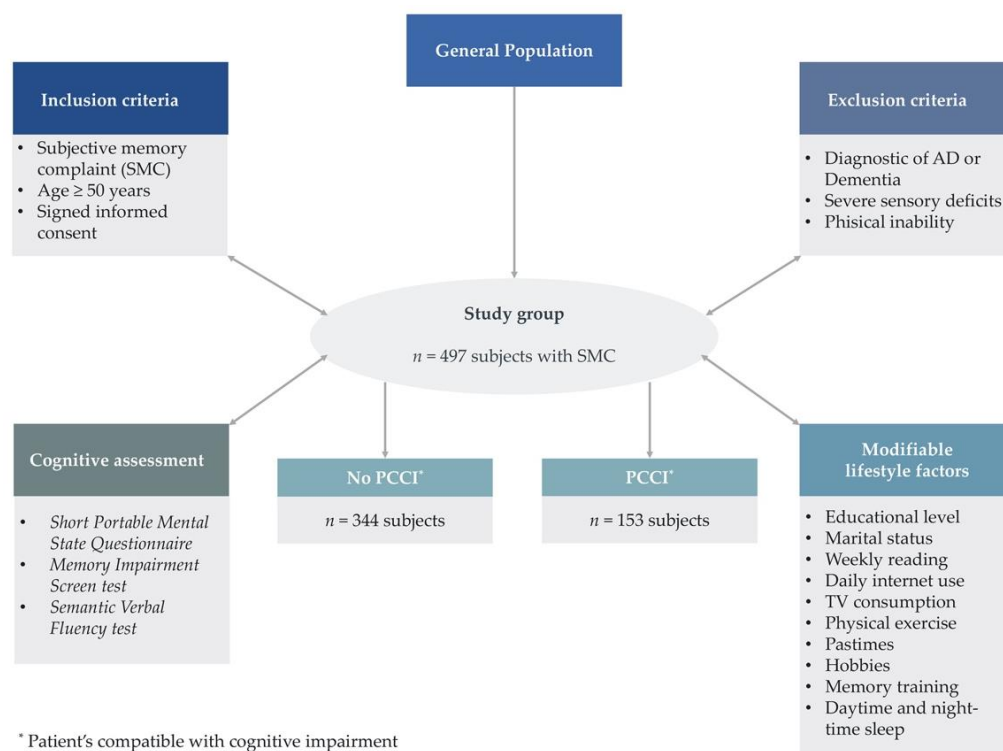 General Population
Inclusion criteria
• Subjective memory
complaint (SMC)
• Age ≥ 50 years
• Signed informed
consent
Exclusion criteria
• Diagnostic of AD or
Dementia
• Severe sensory deficits
• Phisical inability
Study group
n = 497 subjects with SMC
Cognitive assessment
• Short Portable Mental
State Questionnaire
• Memory Impairment
Screen test
• Semantic Verbal
Fluency test
No PCCI*
n = 344 subjects
PCCI*
n = 153 subjects
Modifiable
lifestyle factors
• Educational level
• Marital status
• Weekly reading
• Daily internet use
• TV consumption
• Physical exercise
• Pastimes
• Hobbies
• Memory training
• Daytime and night-
time sleep
* Patient's compatible with cognitive impairment